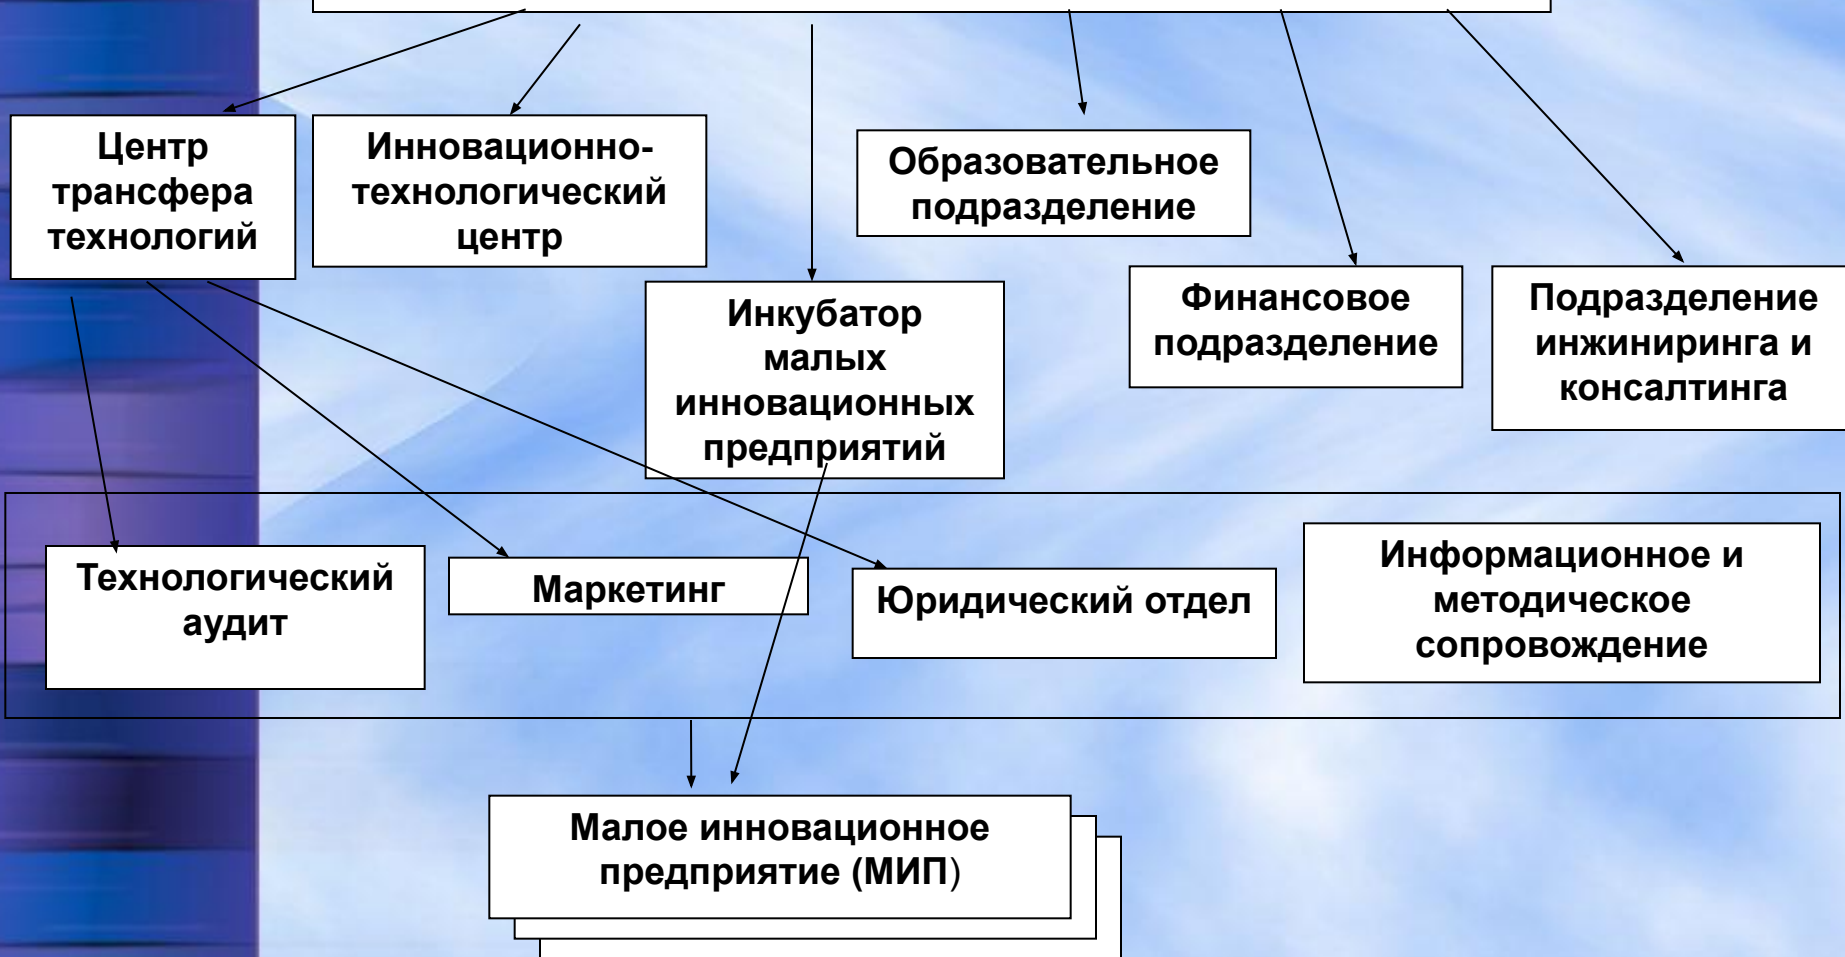 Центр
трансфера
технологий
Инновационно-
технологический
центр
Образовательное
подразделение
Инкубатор
малых
инновационных
предприятий
Финансовое
подразделение
Подразделение
инжиниринга и
консалтинга
Технологический
аудит
Маркетинг
Юридический отдел
Информационное и
методическое
сопровождение
Малое инновационное
предприятие (МИП)